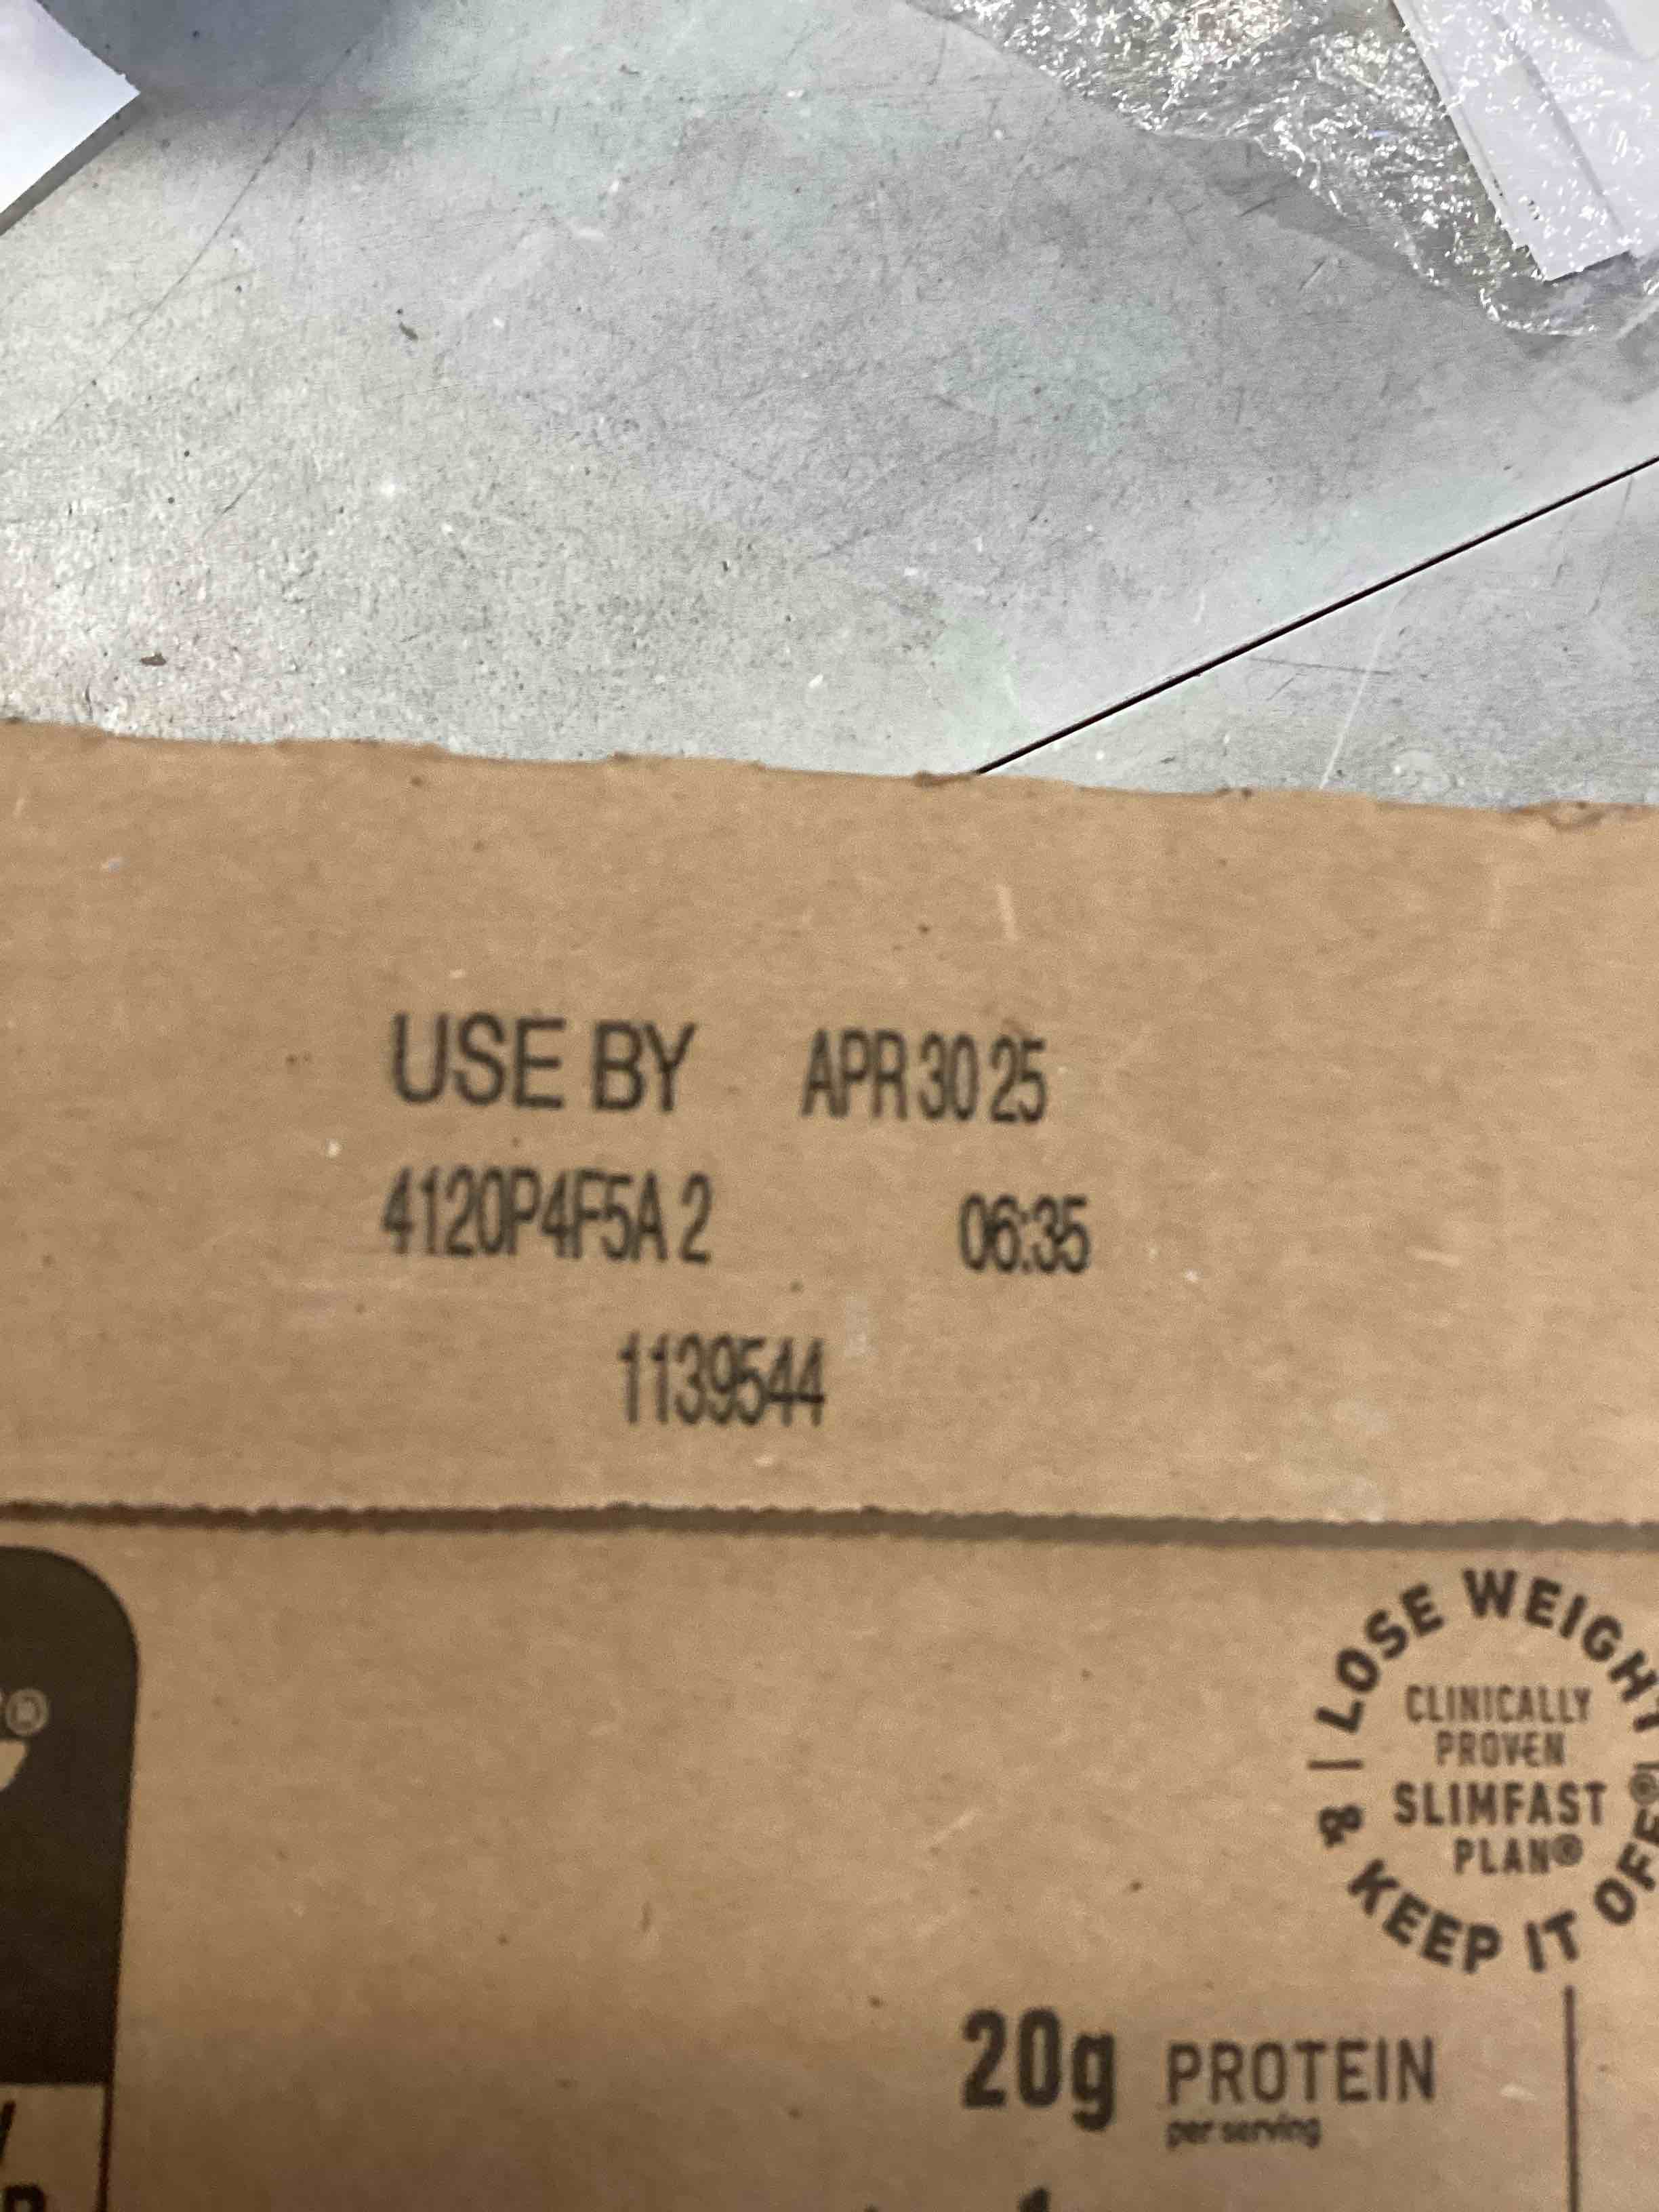 USE BY APR 30 25
4120P4F5A 2 06:35
1139544
®
LOSE WEIGHT
& KEEP IT OFF®!
CLINICALLY
PROVEN
SLIMFAST
PLAN®
20g PROTEIN
per serving